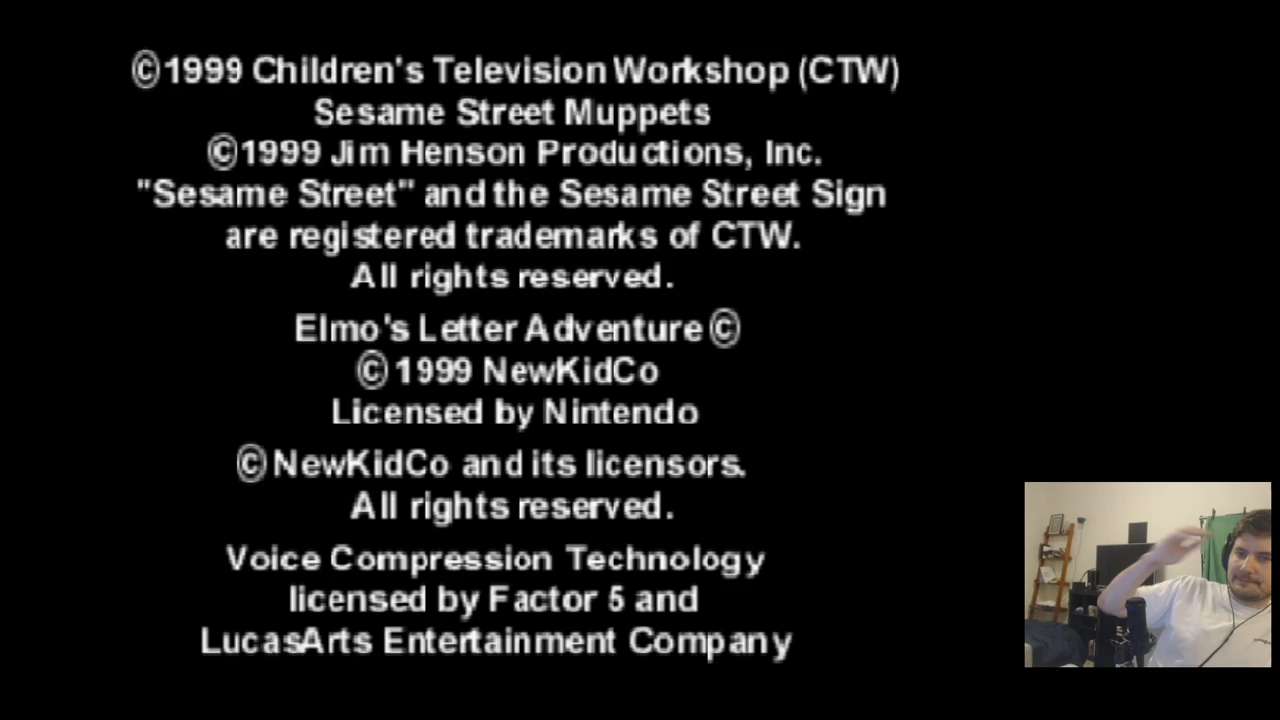 ©1999 Children's Television Workshop (CTW)
Sesame Street Muppets
©1999 Jim Henson Productions, Inc.
"Sesame Street" and the Sesame Street Sign
are registered trademarks of CTW.
All rights reserved.
Elmo's Letter Adventure ©
© 1999 NewKidCo
Licensed by Nintendo
© NewKidCo and its licensors.
All rights reserved.
Voice Compression Technology
licensed by Factor 5 and
LucasArts Entertainment Company